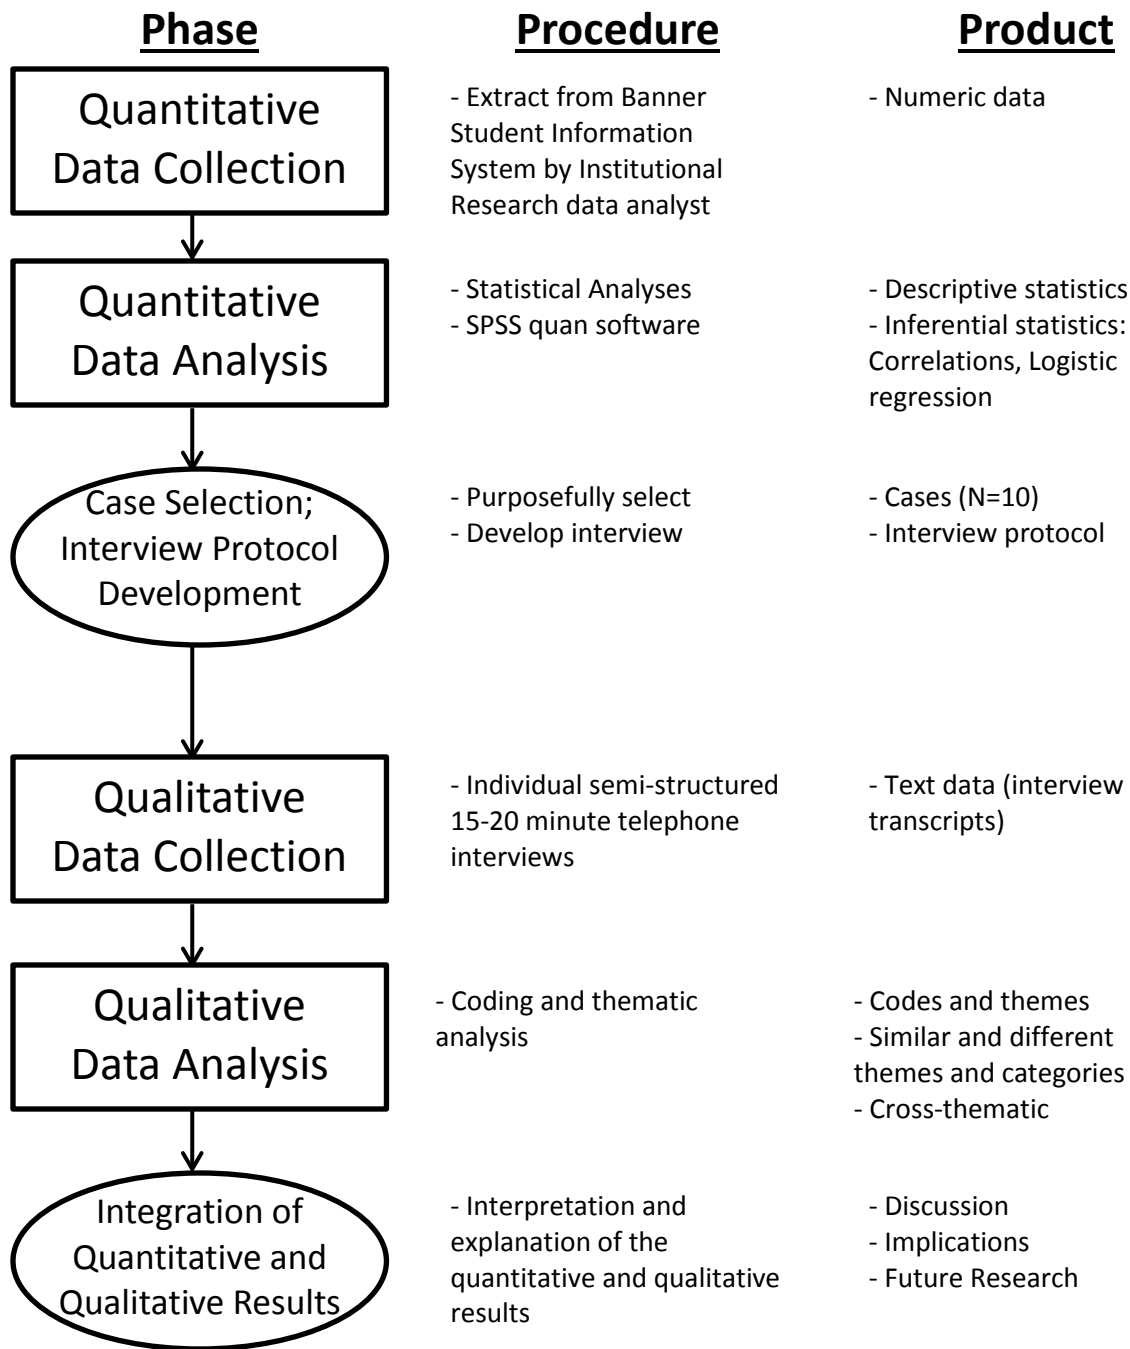 Phase
Procedure
Product
Quantitative
Data Collection
- Extract from Banner
Student Information
System by Institutional
Research data analyst
- Numeric data
Quantitative
Data Analysis
- Statistical Analyses
- SPSS quan software
- Descriptive statistics
- Inferential statistics:
Correlations, Logistic
regression
Case Selection;
Interview Protocol
Development
- Purposefully select
- Develop interview
- Cases (N=10)
- Interview protocol
Qualitative
Data Collection
- Individual semi-structured
15-20 minute telephone
interviews
- Text data (interview
transcripts)
Qualitative
Data Analysis
- Coding and thematic
analysis
- Codes and themes
- Similar and different
themes and categories
- Cross-thematic
Integration of
Quantitative and
Qualitative Results
- Interpretation and
explanation of the
quantitative and qualitative
results
- Discussion
- Implications
- Future Research